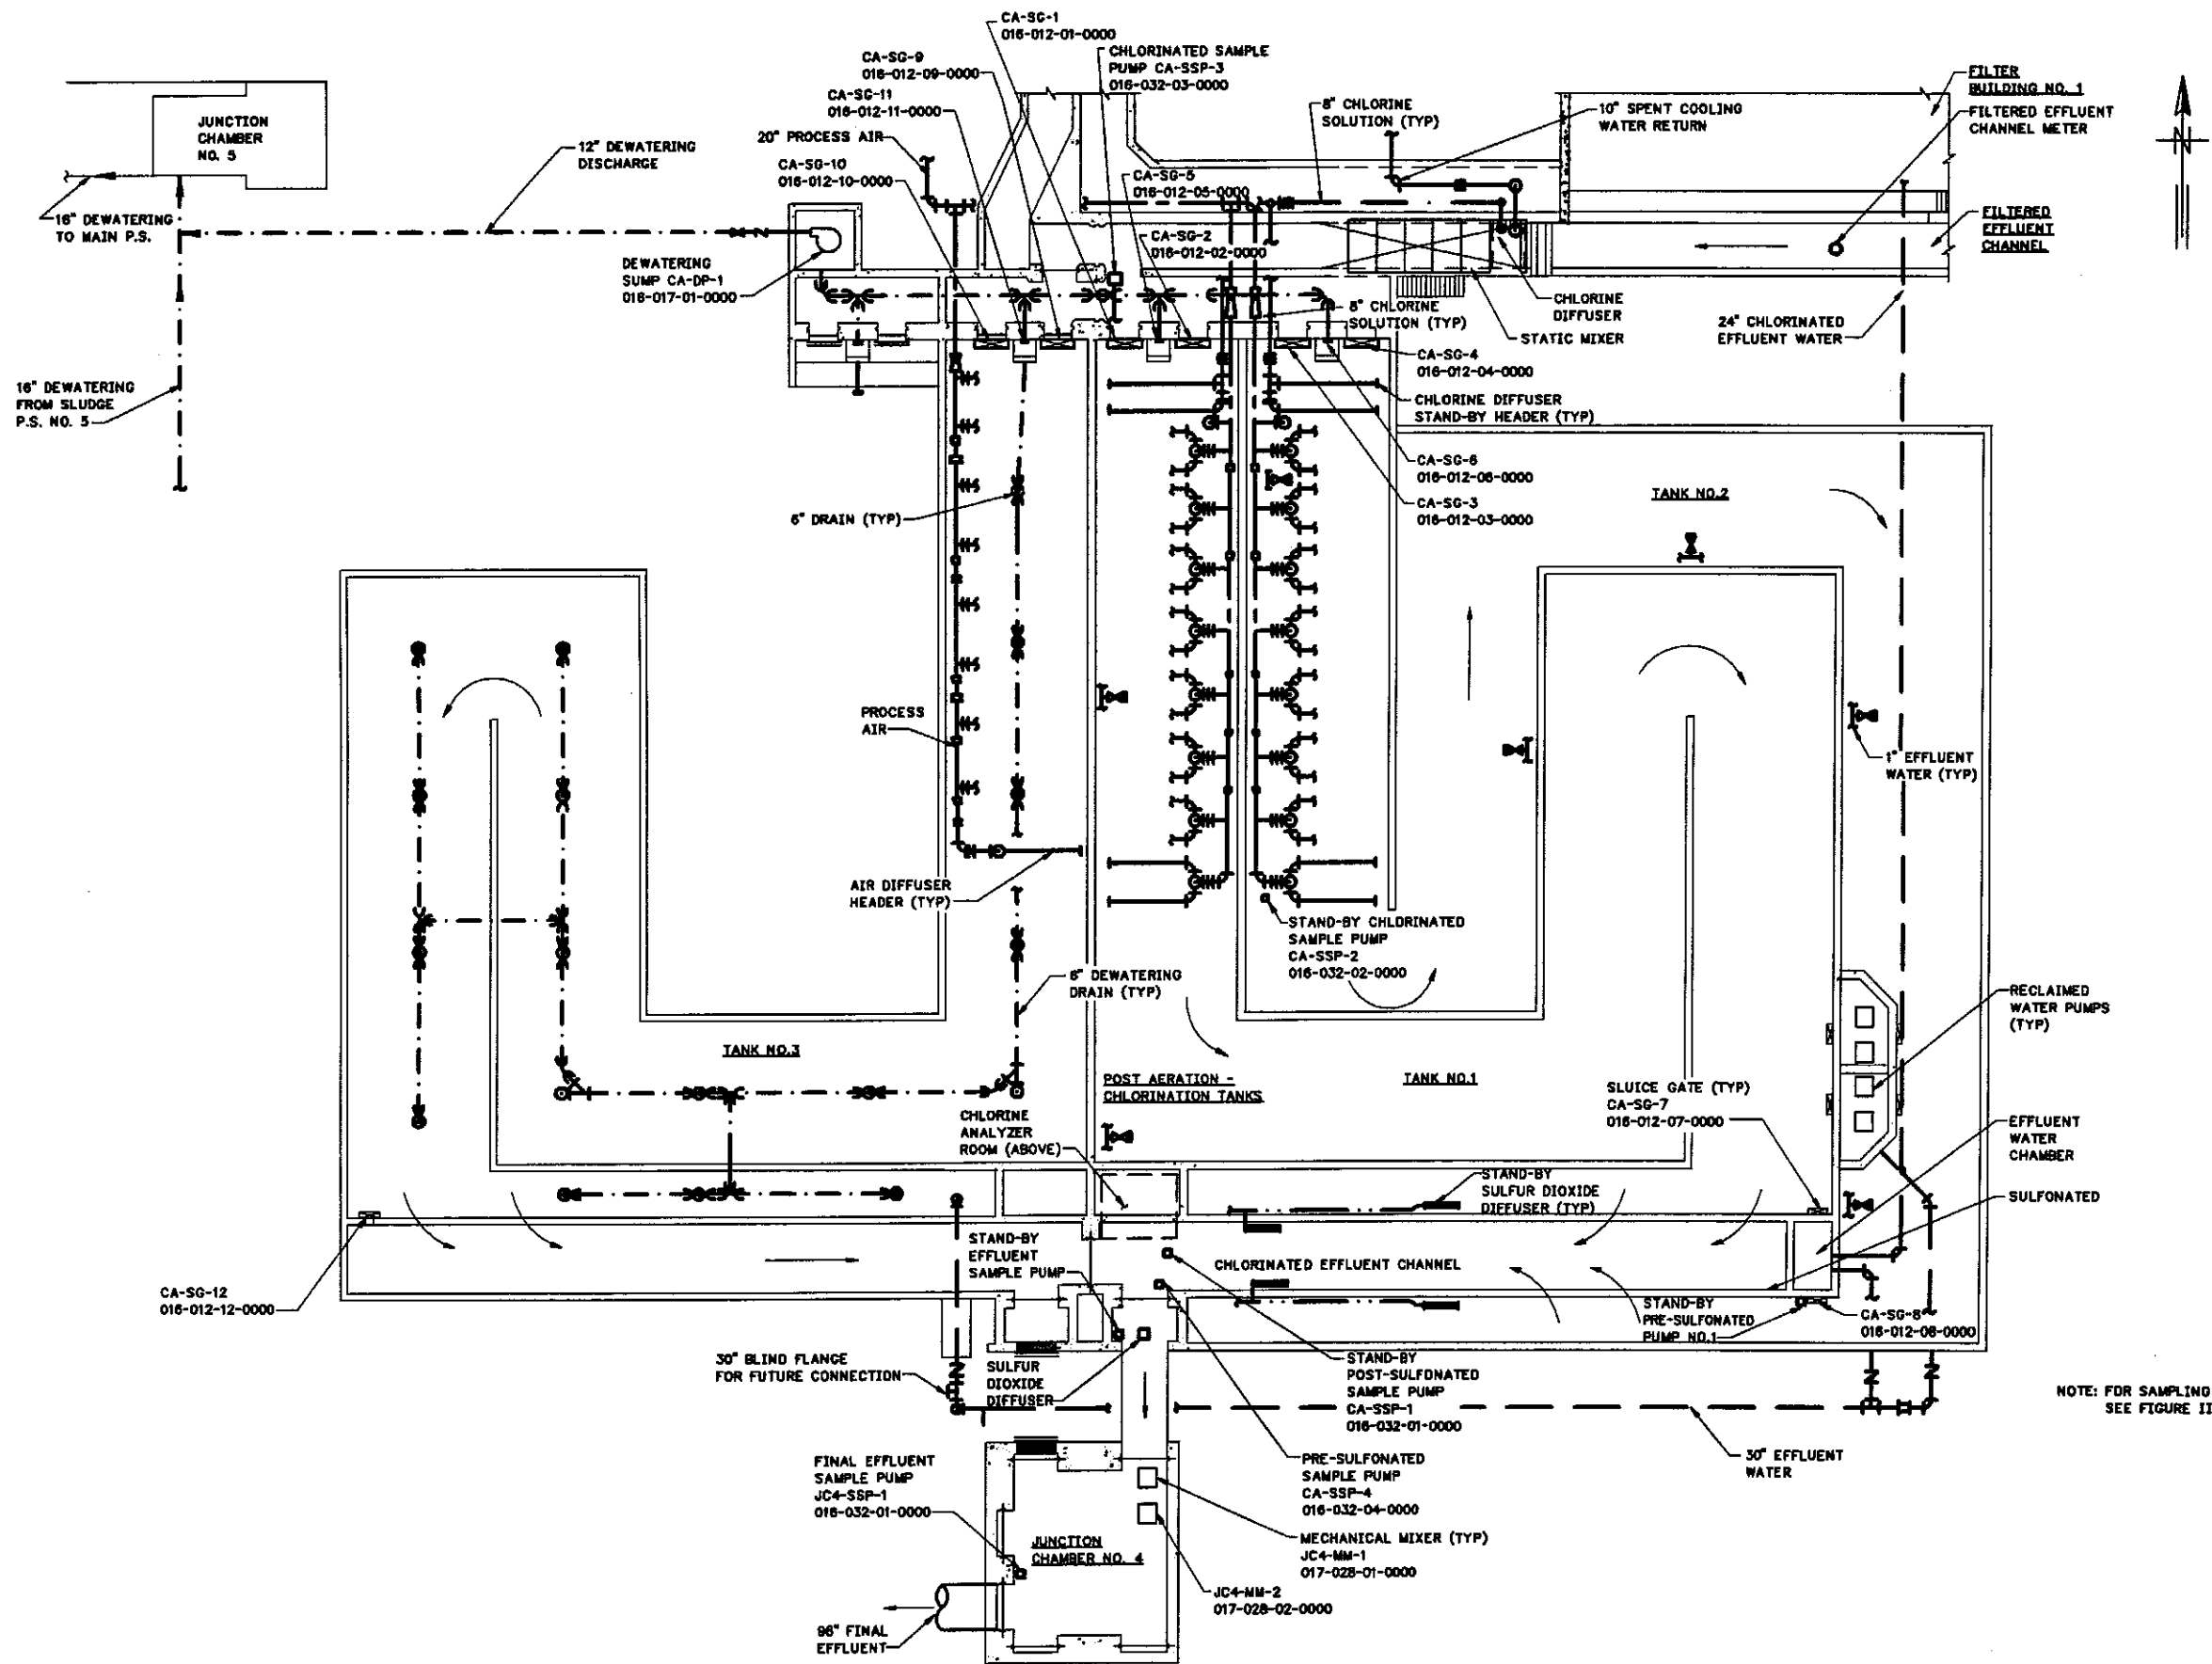 CA-SG-1
016-012-01-0000
CA-SG-9
016-012-09-0000
CHLORINATED SAMPLE
PUMP CA-SSP-3
016-032-03-0000
CA-SG-11
016-012-11-0000
20" PROCESS AIR
CA-SG-10
016-012-10-0000
8" CHLORINE
SOLUTION (TYP)
10" SPENT COOLING
WATER RETURN
FILTER
BUILDING NO. 1
FILTERED EFFLUENT
CHANNEL METER
N
JUNCTION
CHAMBER
NO. 5
12" DEWATERING
DISCHARGE
16" DEWATERING
TO MAIN P.S.
CA-SG-5
016-012-05-0000
CA-SG-2
016-012-02-0000
FILTERED
EFFLUENT
CHANNEL
DEWATERING
SUMP CA-DP-1
016-017-01-0000
8" CHLORINE
SOLUTION (TYP)
CHLORINE
DIFFUSER
STATIC MIXER
24" CHLORINATED
EFFLUENT WATER
16" DEWATERING
FROM SLUDGE
P.S. NO. 5
CA-SG-4
016-012-04-0000
CHLORINE DIFFUSER
STAND-BY HEADER (TYP)
CA-SG-6
016-012-06-0000
CA-SG-3
016-012-03-0000
6" DRAIN (TYP)
TANK NO.2
PROCESS
AIR
1" EFFLUENT
WATER (TYP)
AIR DIFFUSER
HEADER (TYP)
STAND-BY CHLORINATED
SAMPLE PUMP
CA-SSP-2
016-032-02-0000
6" DEWATERING
DRAIN (TYP)
RECLAIMED
WATER PUMPS
(TYP)
TANK NO.3
POST AERATION -
CHLORINATION TANKS
TANK NO.1
SLUICE GATE (TYP)
CA-SG-7
016-012-07-0000
CHLORINE
ANALYZER
ROOM (ABOVE)
EFFLUENT
WATER
CHAMBER
STAND-BY
SULFUR DIOXIDE
DIFFUSER (TYP)
SULFONATED
STAND-BY
EFFLUENT
SAMPLE PUMP
CHLORINATED EFFLUENT CHANNEL
CA-SG-12
016-012-12-0000
STAND-BY
PRE-SULFONATED
PUMP NO.1
CA-SG-8
016-012-08-0000
30" BLIND FLANGE
FOR FUTURE CONNECTION
SULFUR
DIOXIDE
DIFFUSER
STAND-BY
POST-SULFONATED
SAMPLE PUMP
CA-SSP-1
016-032-01-0000
NOTE: FOR SAMPLING
SEE FIGURE II
30" EFFLUENT
WATER
FINAL EFFLUENT
SAMPLE PUMP
JC4-SSP-1
016-032-01-0000
PRE-SULFONATED
SAMPLE PUMP
CA-SSP-4
016-032-04-0000
MECHANICAL MIXER (TYP)
JC4-MM-1
017-028-01-0000
JUNCTION
CHAMBER NO. 4
JC4-MM-2
017-028-02-0000
96" FINAL
EFFLUENT